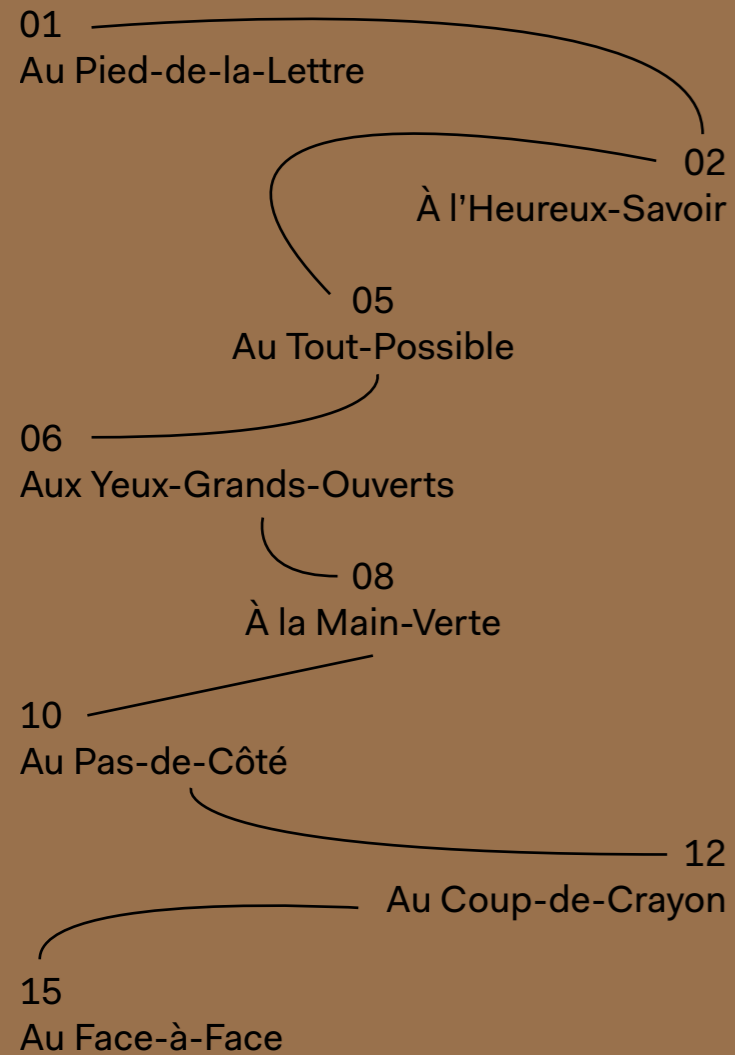 01
Au Pied-de-la-Lettre
02
À l’Heureux-Savoir
05
Au Tout-Possible
06
Aux Yeux-Grands-Ouverts
08
À la Main-Verte
10
Au Pas-de-Côté
12
Au Coup-de-Crayon
15
Au Face-à-Face